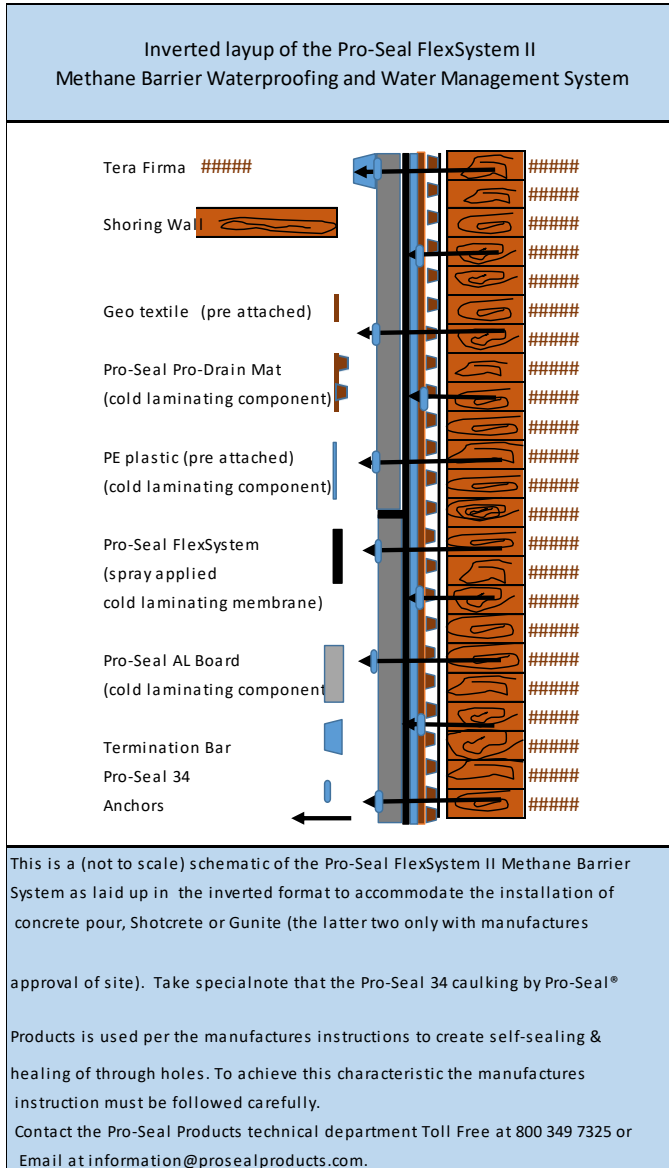 Inverted layup of the Pro-Seal FlexSystem II
Methane Barrier Waterproofing and Water Management System
Tera Firma #####
#####
#####
Shoring Wall
#####
#####
#####
Geo textile (pre attached)
#####
#####
Pro-Seal Pro-Drain Mat
#####
(cold laminating component)
#####
#####
PE plastic (pre attached)
#####
(cold laminating component)
#####
#####
Pro-Seal FlexSystem
#####
(spray applied
#####
cold laminating membrane)
#####
#####
Pro-Seal AL Board
#####
(cold laminating component
#####
#####
Termination Bar
#####
Pro-Seal 34
#####
Anchors
#####
This is a (not to scale) schematic of the Pro-Seal FlexSystem II Methane Barrier
System as laid up in the inverted format to accommodate the installation of
concrete pour, Shotcrete or Gunite (the latter two only with manufactures
approval of site). Take specialnote that the Pro-Seal 34 caulking by Pro-Seal®
Products is used per the manufactures instructions to create self-sealing &
healing of through holes. To achieve this characteristic the manufactures
instruction must be followed carefully.
Contact the Pro-Seal Products technical department Toll Free at 800 349 7325 or
Email at information@prosealproducts.com.